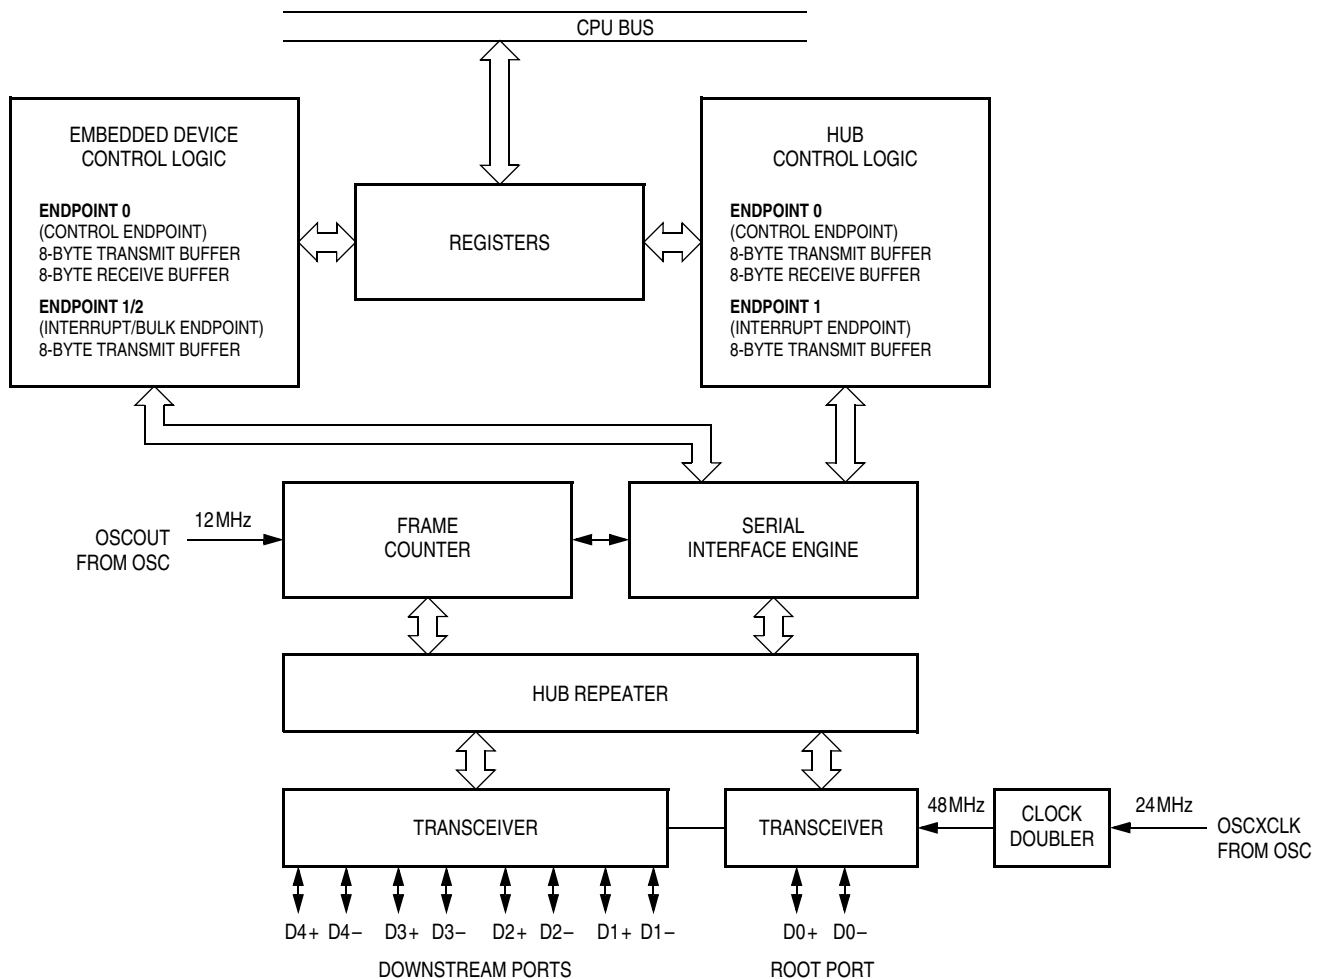 CPU BUS
EMBEDDED DEVICE
CONTROL LOGIC
ENDPOINT 0
(CONTROL ENDPOINT)
8-BYTE TRANSMIT BUFFER
8-BYTE RECEIVE BUFFER
ENDPOINT 1/2
(INTERRUPT/BULK ENDPOINT)
8-BYTE TRANSMIT BUFFER
REGISTERS
HUB
CONTROL LOGIC
ENDPOINT 0
(CONTROL ENDPOINT)
8-BYTE TRANSMIT BUFFER
8-BYTE RECEIVE BUFFER
ENDPOINT 1
(INTERRUPT ENDPOINT)
8-BYTE TRANSMIT BUFFER
OSCOUT
FROM OSC
12MHz
FRAME
COUNTER
SERIAL
INTERFACE ENGINE
HUB REPEATER
TRANSCEIVER
TRANSCEIVER
48MHz
CLOCK
DOUBLER
24MHz
OSCXCLK
FROM OSC
D4+ D4– D3+ D3– D2+ D2– D1+ D1–
DOWNSTREAM PORTS
D0+ D0–
ROOT PORT